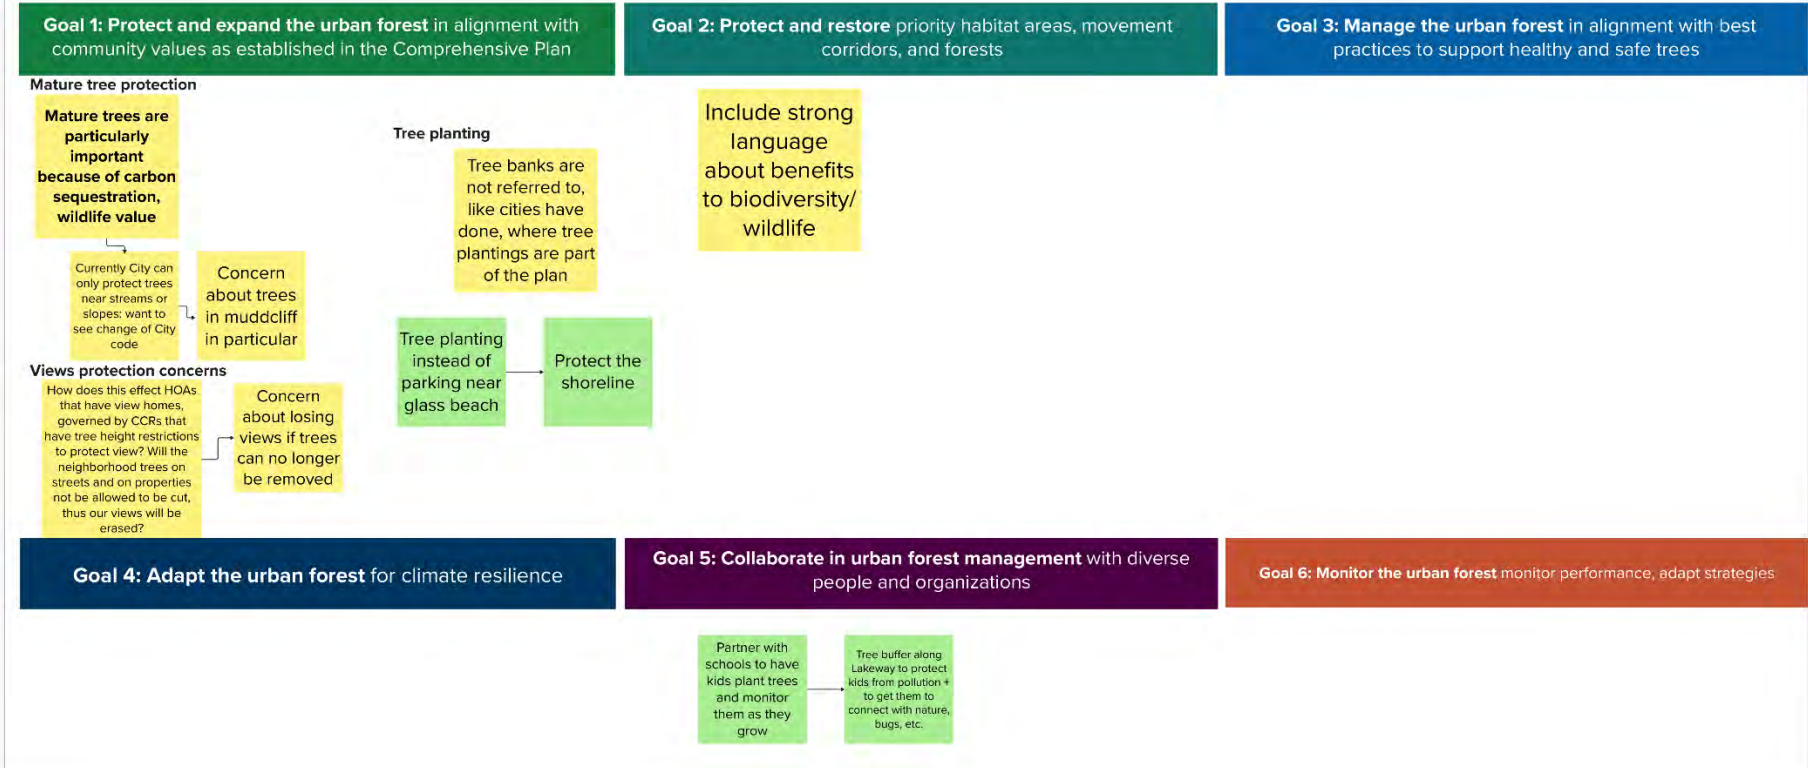 Goal 1: Protect and expand the urban forest in alignment with
community values as established in the Comprehensive Plan
Goal 2: Protect and restore priority habitat areas, movement
corridors, and forests
Goal 3: Manage the urban forest in alignment with best
practices to support healthy and safe trees
Mature tree protection
Mature trees are
particularly
important
because of carbon
sequestration,
wildlife value
Currently City can
only protect trees
near streams or
slopes: want to
see change of City
code
Concern
about trees
in muddcliff
in particular
Views protection concerns
How does this effect HOAs
that have view homes,
governed by CCRs that
have tree height restrictions
to protect view? Will the
neighborhood trees on
streets and on properties
not be allowed to be cut,
thus our views will be
erased?
Concern
about losing
views if trees
can no longer
be removed
Tree planting
Tree banks are
not referred to,
like cities have
done, where tree
plantings are part
of the plan
Tree planting
instead of
parking near
glass beach
Protect the
shoreline
Include strong
language
about benefits
to biodiversity/
wildlife
Goal 4: Adapt the urban forest for climate resilience
Goal 5: Collaborate in urban forest management with diverse
people and organizations
Goal 6: Monitor the urban forest monitor performance, adapt strategies
Partner with
schools to have
kids plant trees
and monitor
them as they
grow
Tree buffer along
Lakeway to protect
kids from pollution +
to get them to
connect with nature,
bugs, etc.